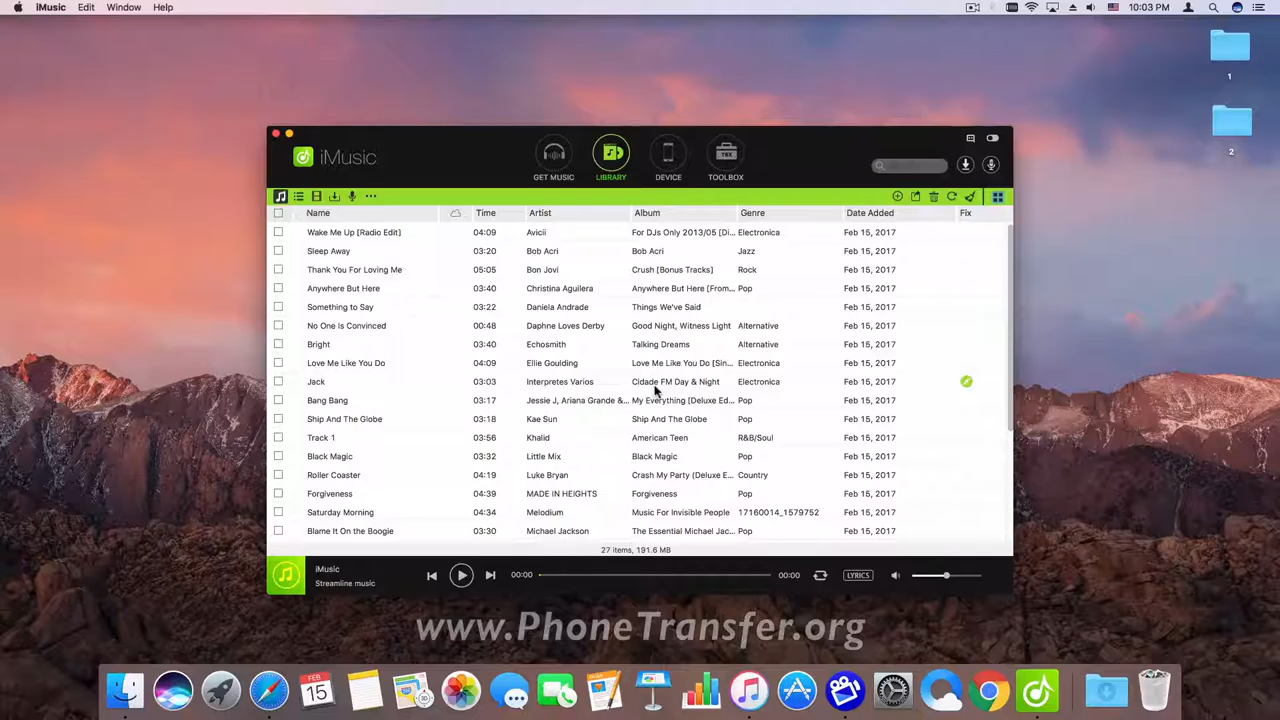 iMusic Edit Window Help 10:03 PM
1
2
iMusic
GET MUSIC LIBRARY DEVICE TOOLBOX
Name Time Artist Album Genre Date Added Fix
Wake Me Up [Radio Edit] 04:09 Avicii For DJs Only 2013/05 [Di... Electronica Feb 15, 2017
Sleep Away 03:20 Bob Acri Bob Acri Jazz Feb 15, 2017
Thank You For Loving Me 05:05 Bon Jovi Crush [Bonus Tracks] Rock Feb 15, 2017
Anywhere But Here 03:40 Christina Aguilera Anywhere But Here [From... Pop Feb 15, 2017
Something to Say 03:22 Daniela Andrade Things We've Said Feb 15, 2017
No One Is Convinced 00:48 Daphne Loves Derby Good Night, Witness Light Alternative Feb 15, 2017
Bright 03:40 Echosmith Talking Dreams Alternative Feb 15, 2017
Love Me Like You Do 04:09 Ellie Goulding Love Me Like You Do [Sin... Electronica Feb 15, 2017
Jack 03:03 Interpretes Varios Cidade FM Day & Night Electronica Feb 15, 2017
Bang Bang 03:17 Jessie J, Ariana Grande &... My Everything [Deluxe Ed... Pop Feb 15, 2017
Ship And The Globe 03:18 Kae Sun Ship And The Globe Pop Feb 15, 2017
Track 1 03:56 Khalid American Teen R&B/Soul Feb 15, 2017
Black Magic 03:32 Little Mix Black Magic Pop Feb 15, 2017
Roller Coaster 04:19 Luke Bryan Crash My Party (Deluxe E... Country Feb 15, 2017
Forgiveness 04:39 MADE IN HEIGHTS Forgiveness Pop Feb 15, 2017
Saturday Morning 04:34 Melodium Music For Invisible People 17160014_1579752 Feb 15, 2017
Blame It on the Boogie 03:30 Michael Jackson The Essential Michael Jac... Pop Feb 15, 2017
27 items, 191.6 MB
iMusic
Streamline music
00:00 00:00 LYRICS
www.PhoneTransfer.org
FEB
15